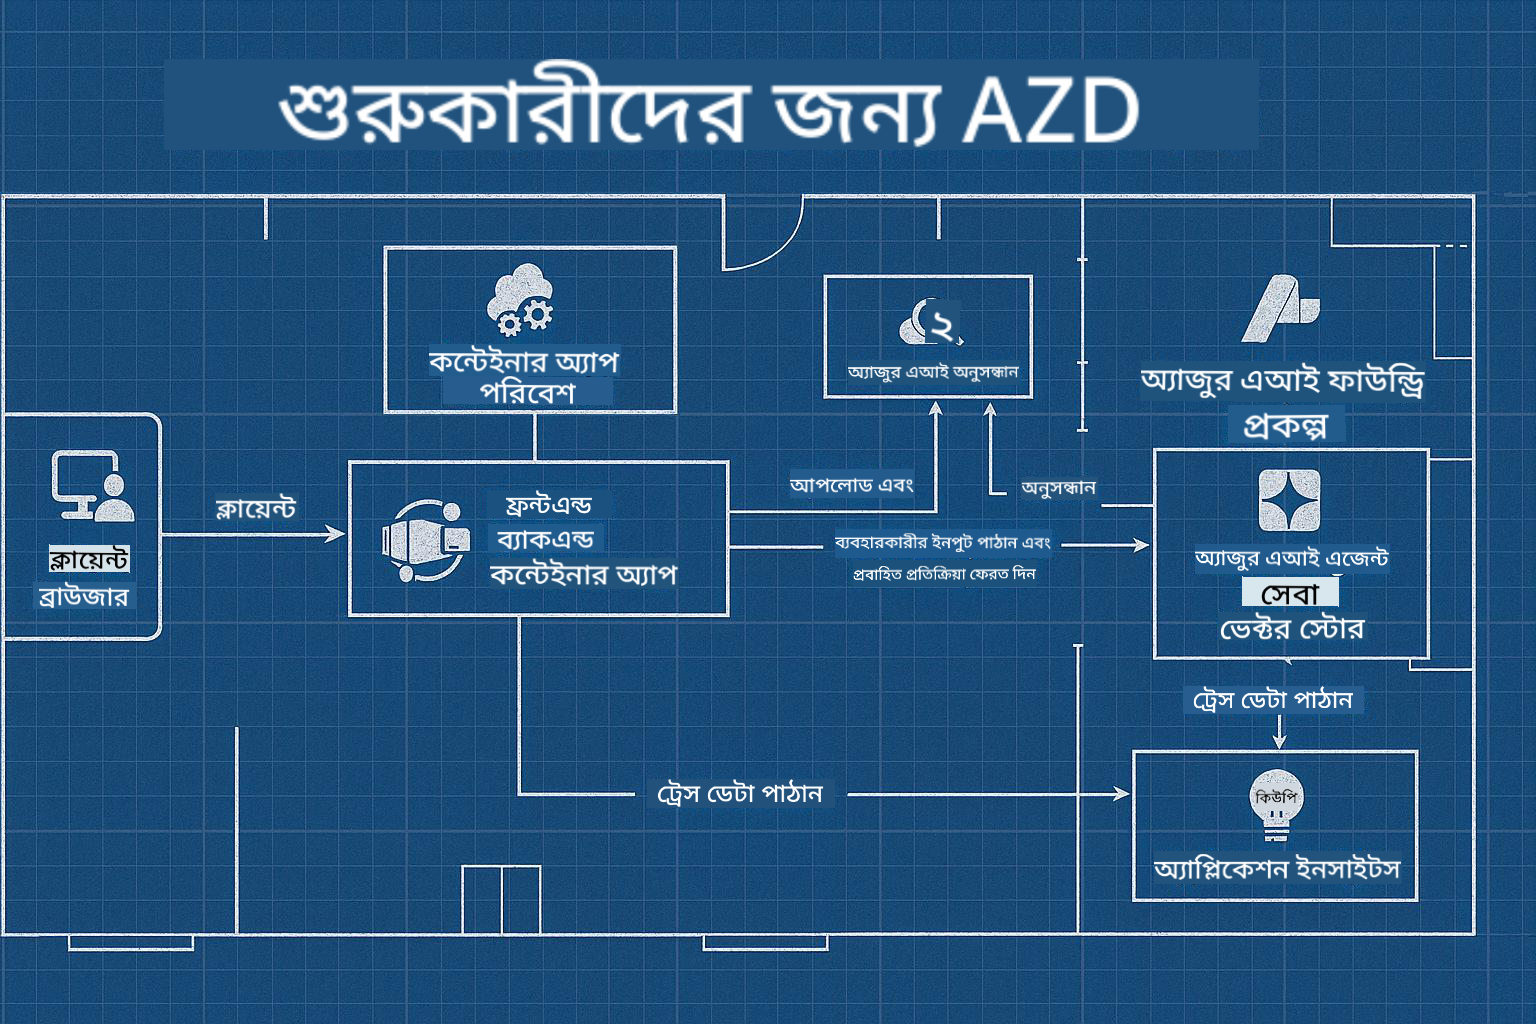 শুরুকারীদের জন্য AZD
কন্টেইনার অ্যাপ
পরিবেশ
২
অ্যাজুর এআই অনুসন্ধান
অ্যাজুর এআই ফাউন্ড্রি
প্রকল্প
ক্লায়েন্ট
ব্রাউজার
ক্লায়েন্ট
ফ্রন্টএন্ড
ব্যাকএন্ড
কন্টেইনার অ্যাপ
আপলোড এবং
অনুসন্ধান
ব্যবহারকারীর ইনপুট পাঠান এবং
প্রবাহিত প্রতিক্রিয়া ফেরত দিন
অ্যাজুর এআই এজেন্ট
সেবা
ভেক্টর স্টোর
ট্রেস ডেটা পাঠান
ট্রেস ডেটা পাঠান
কিউপি
অ্যাপ্লিকেশন ইনসাইটস